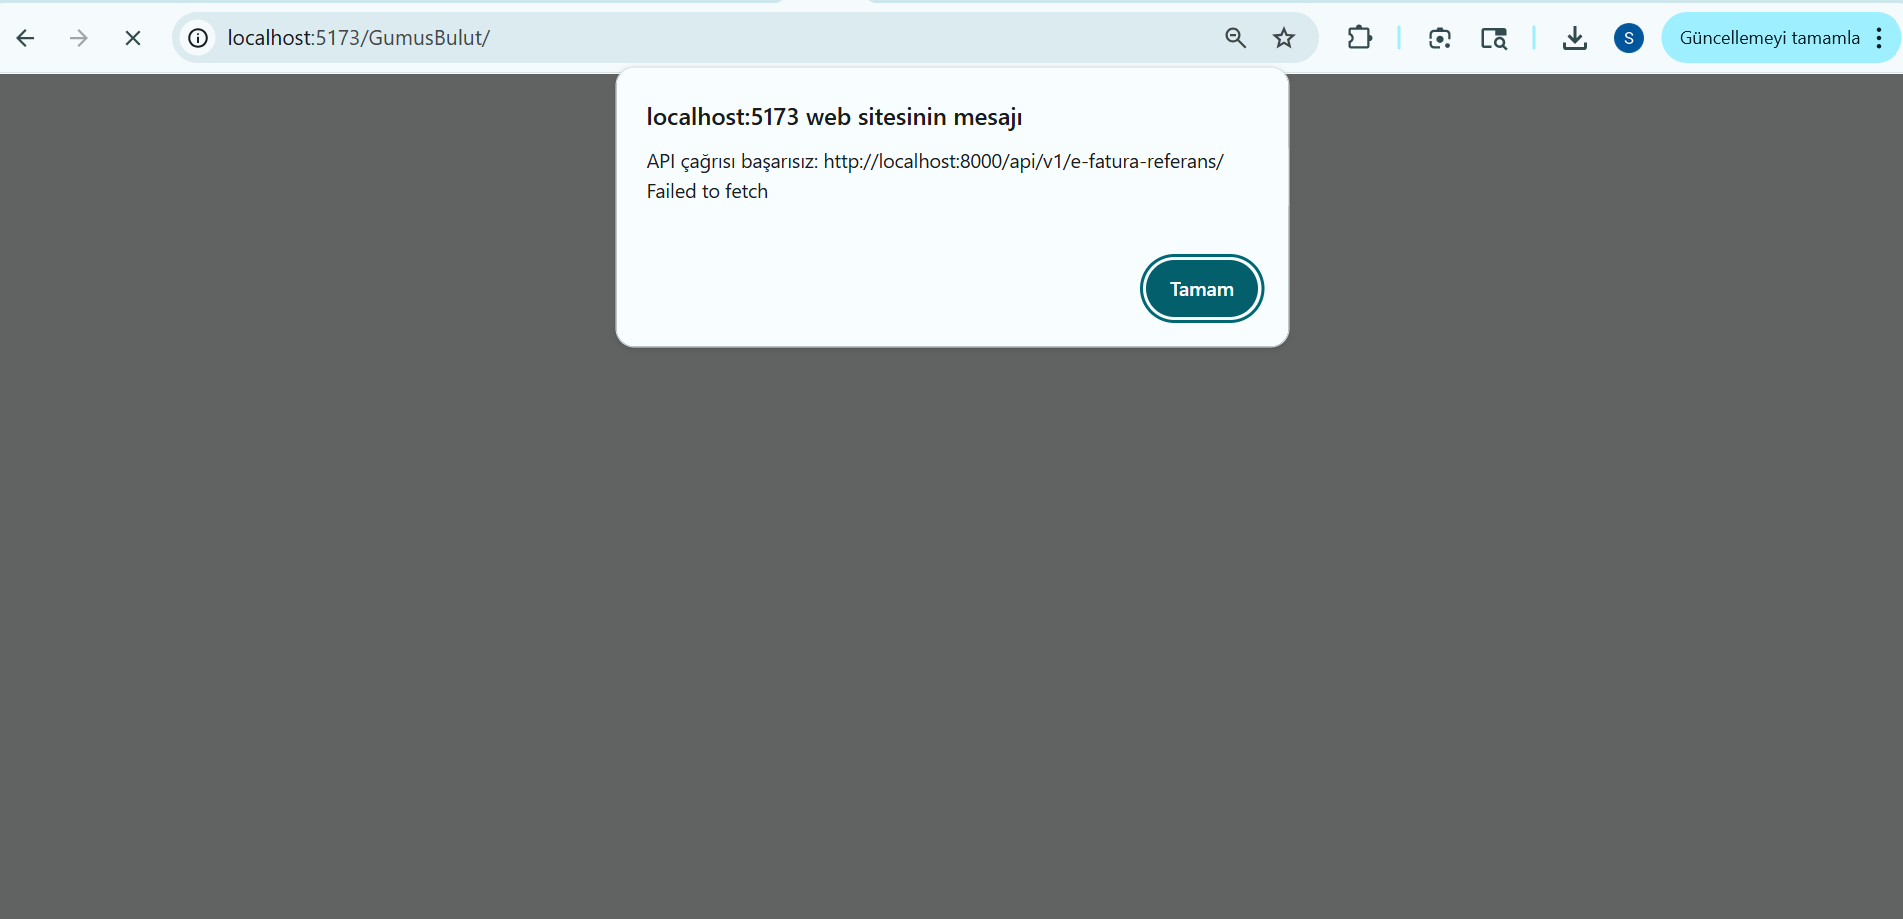 localhost:5173/GumusBulut/
S
Güncellemeyi tamamla
localhost:5173 web sitesinin mesajı
API çağrısı başarısız: http://localhost:8000/api/v1/e-fatura-referans/
Failed to fetch
Tamam